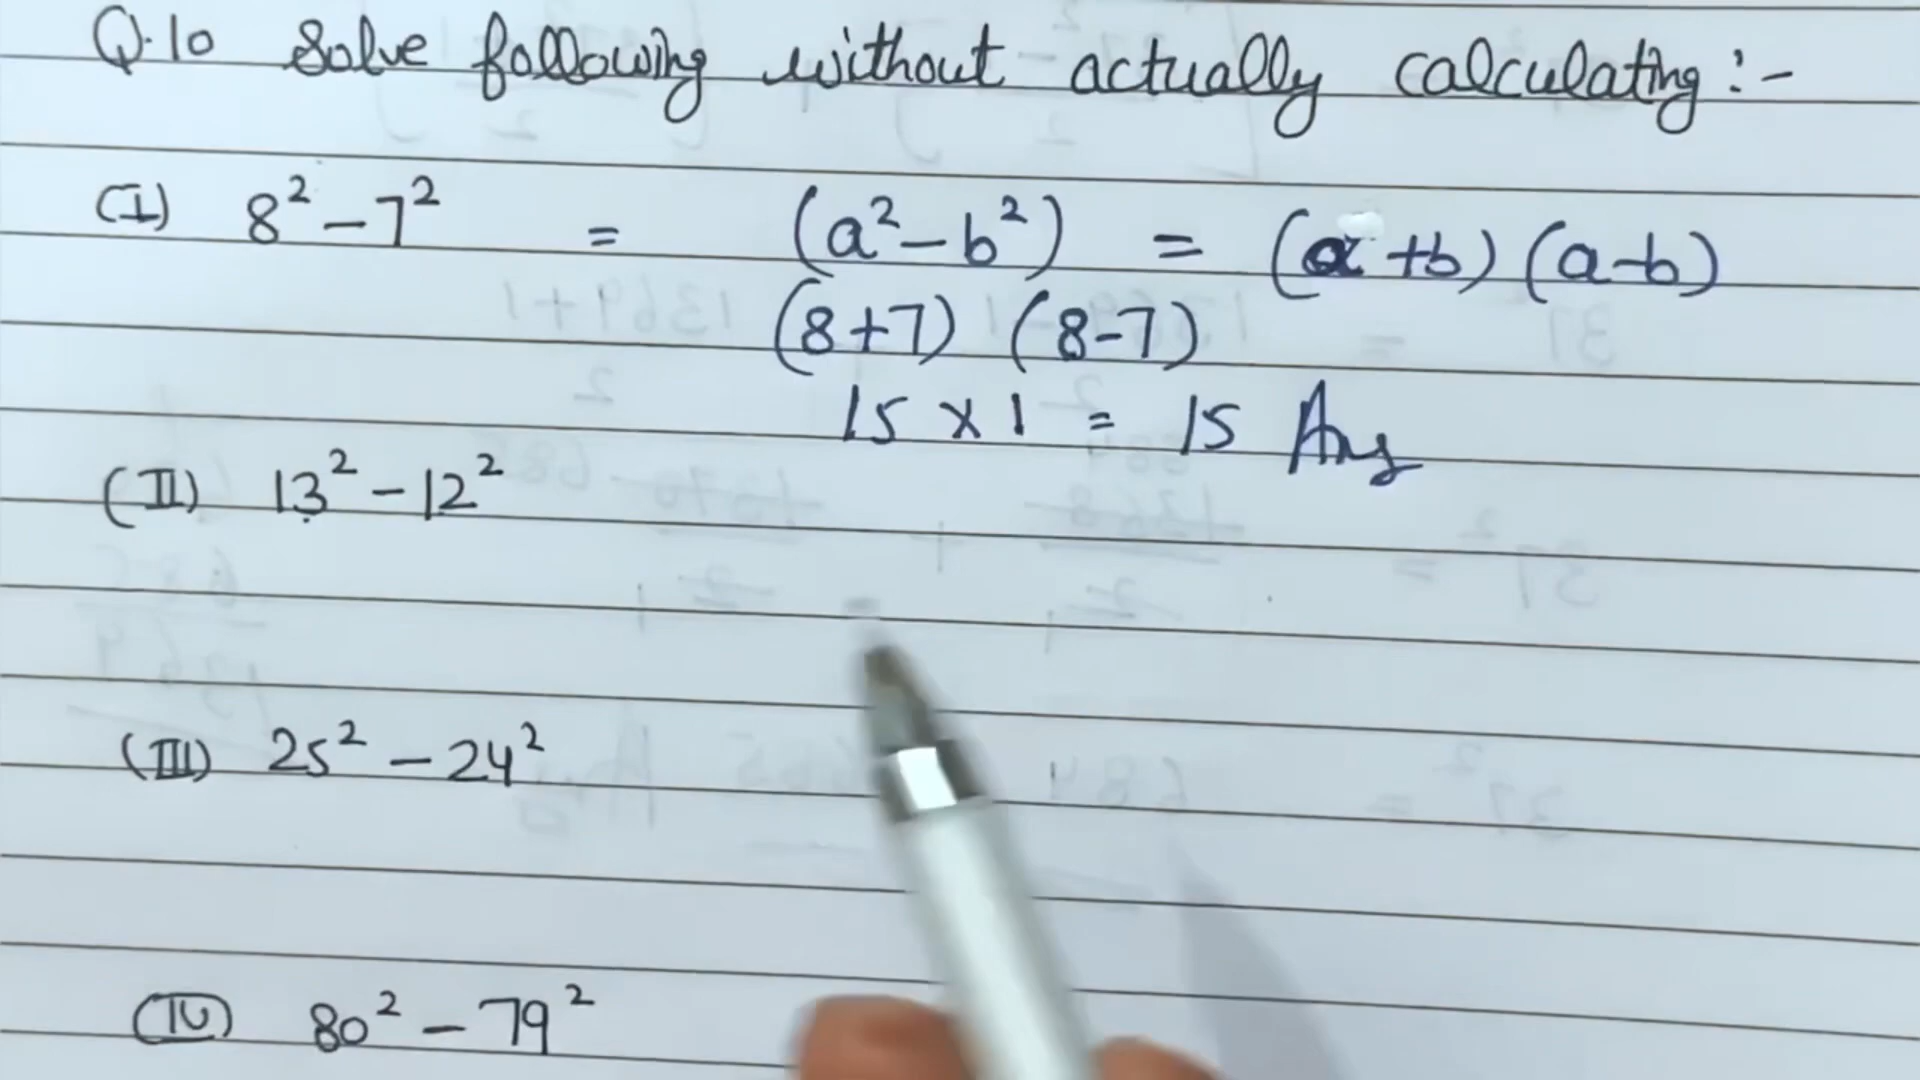 Q.10 Solve following without actually calculating :-
(I) 8² - 7² = (a² - b²) = (a + b) (a - b)
(8+7) (8-7)
15 × 1 = 15 Ans
(II) 13² - 12²
(III) 25² - 24²
(IV) 80² - 79²